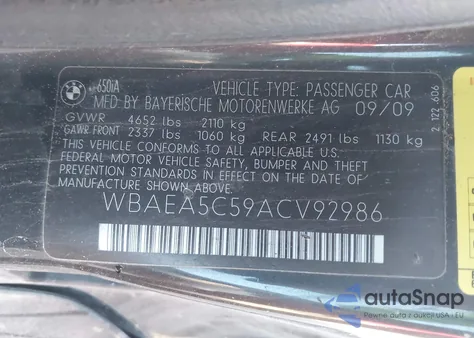 650iA
VEHICLE TYPE: PASSENGER CAR
MFD BY BAYERISCHE MOTORENWERKE AG 09/09
GVWR 4652 lbs 2110 kg
GAWR FRONT 2337 lbs 1060 kg REAR 2491 lbs 1130 kg
THIS VEHICLE CONFORMS TO ALL APPLICABLE U.S.
FEDERAL MOTOR VEHICLE SAFETY, BUMPER AND THEFT
PREVENTION STANDARDS IN EFFECT ON THE DATE OF
MANUFACTURE SHOWN ABOVE.
WBAEA5C59ACV92986
2 122 606
autoSnap